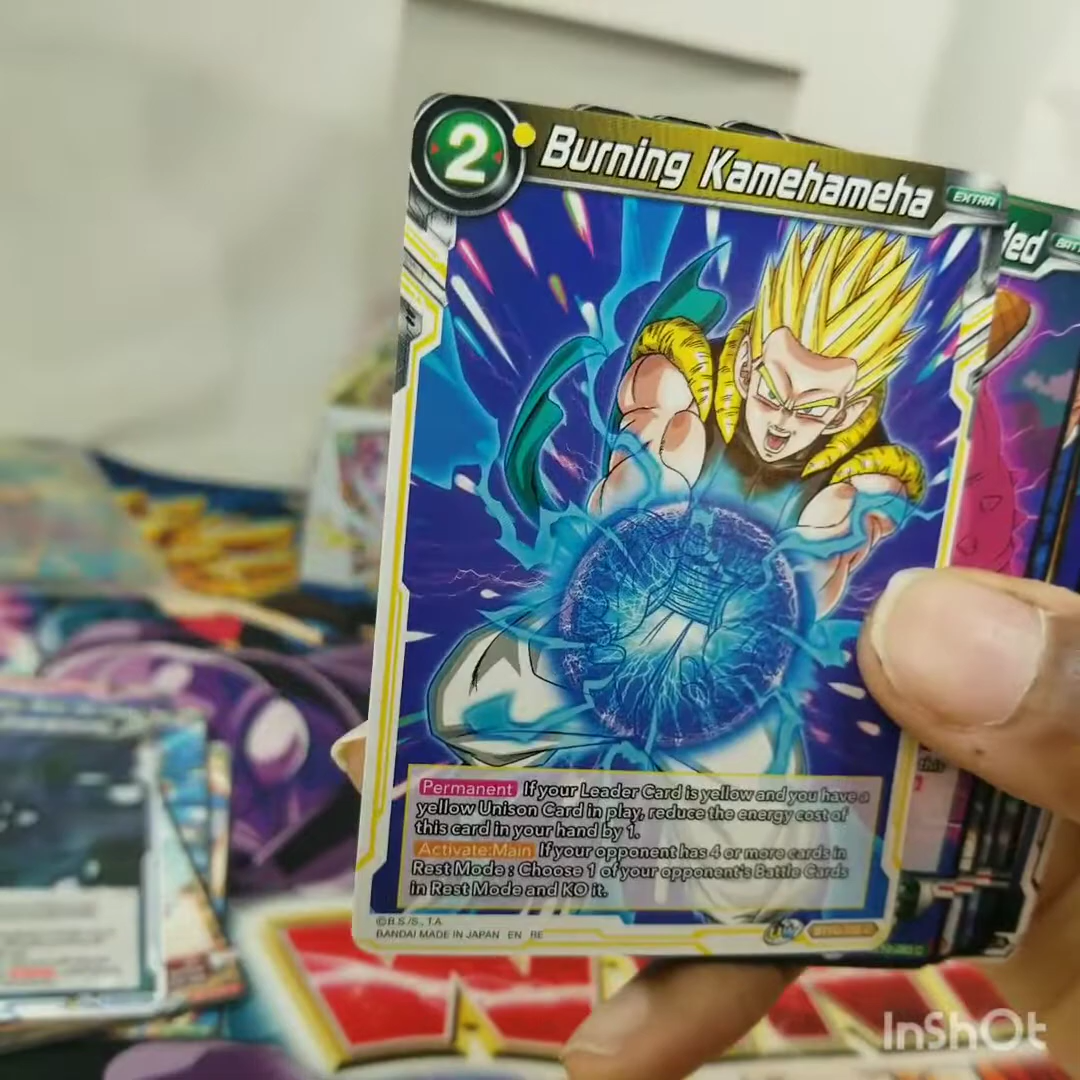 2
Burning Kamehameha
EXTRA
Permanent If your Leader Card is yellow and you have a
yellow Unison Card in play, reduce the energy cost of
this card in your hand by 1.
Activate:Main If your opponent has 4 or more cards in
Rest Mode : Choose 1 of your opponent's Battle Cards
in Rest Mode and KO it.
©B.S./S., T.A.
BANDAI MADE IN JAPAN EN RE
UW
this
InShOt